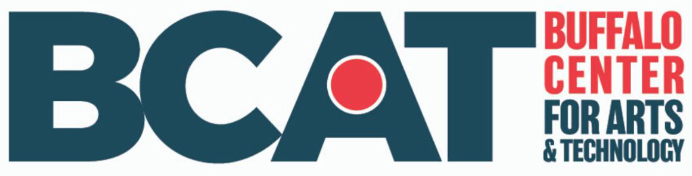 BCAT
BUFFALO
CENTER
FOR ARTS
& TECHNOLOGY